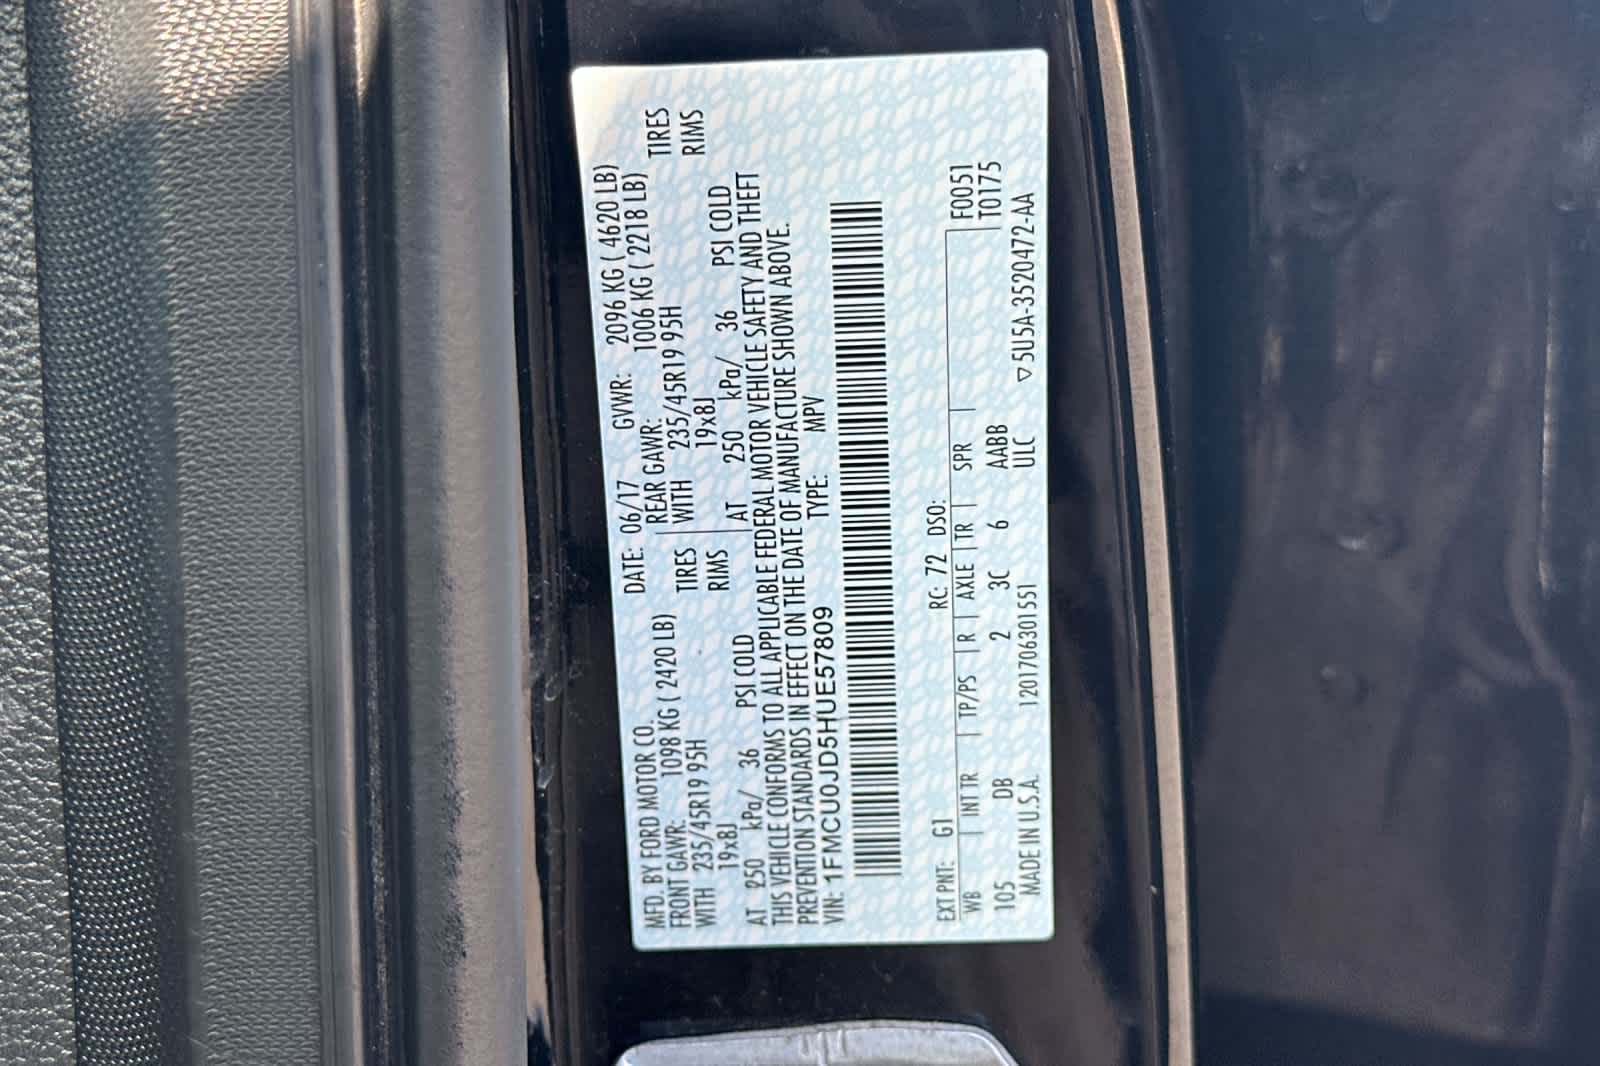 MFD. BY FORD MOTOR CO. DATE: 06/17 GVWR: 2096 KG ( 4620 LB)
FRONT GAWR: 1098 KG ( 2420 LB) REAR GAWR: 1006 KG ( 2218 LB)
WITH 235/45R19 95H TIRES WITH 235/45R19 95H TIRES
19x8J RIMS 19x8J RIMS
AT 250 kPa/ 36 PSI COLD AT 250 kPa/ 36 PSI COLD
THIS VEHICLE CONFORMS TO ALL APPLICABLE FEDERAL MOTOR VEHICLE SAFETY AND THEFT
PREVENTION STANDARDS IN EFFECT ON THE DATE OF MANUFACTURE SHOWN ABOVE.
VIN: 1FMCU0JD5HUE57809 TYPE: MPV
EXT PNT: G1 RC: 72 DSO: F0051
WB INT TR TP/PS R AXLE TR SPR T0175
105 DB 2 3C 6 AABB
MADE IN U.S.A. 1201706301551 ULC ▽5U5A-3520472-AA